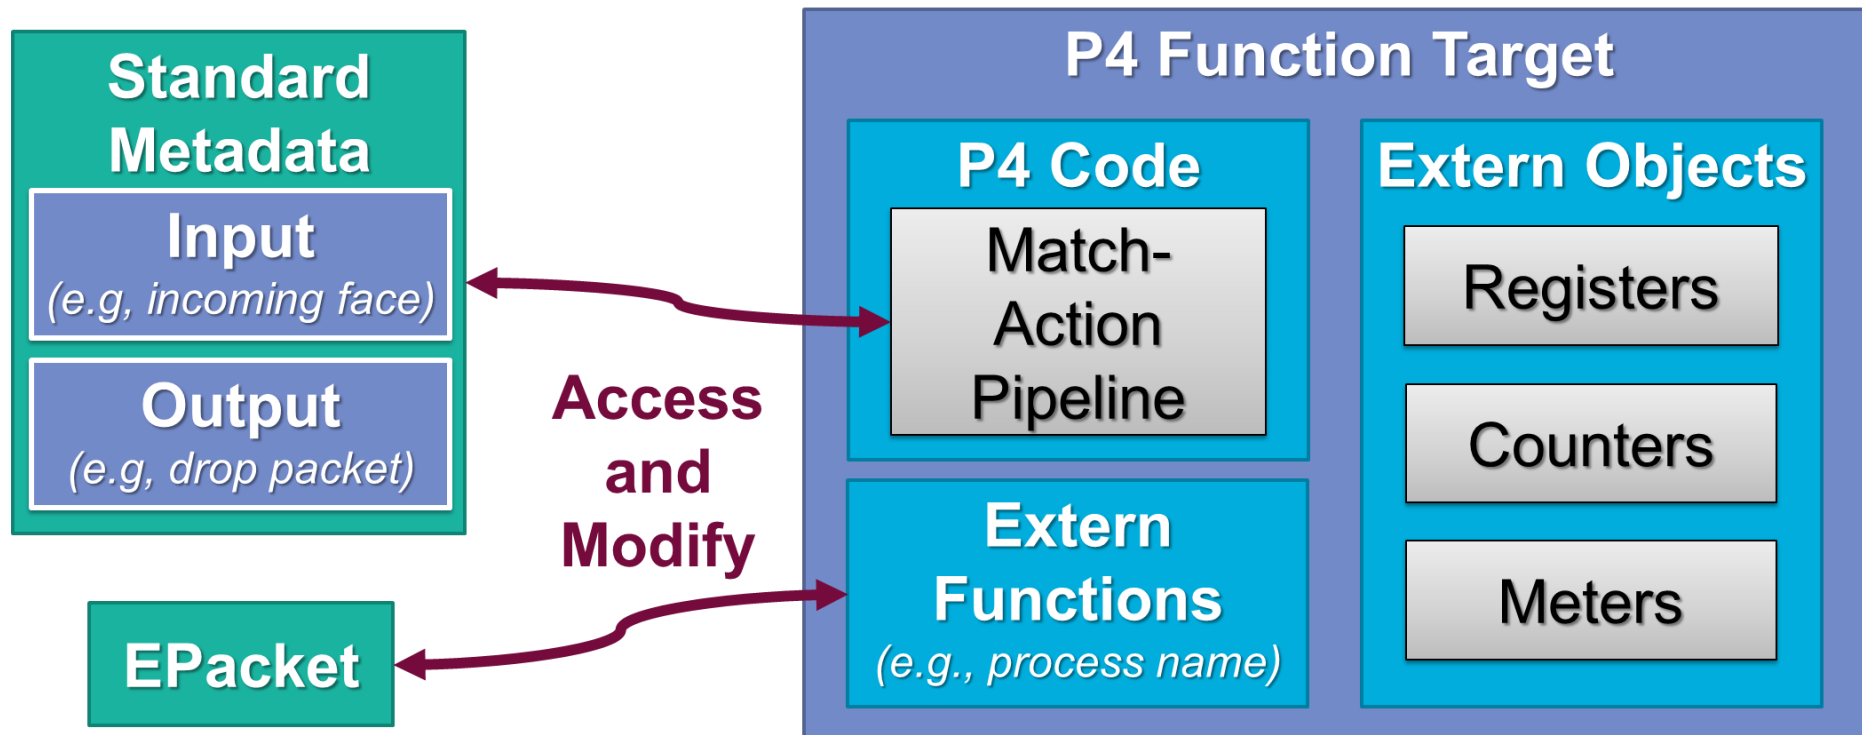 Standard
Metadata
Input
(e.g, incoming face)
Output
(e.g, drop packet)
EPacket
Access
and
Modify
P4 Function Target
P4 Code
Match-
Action
Pipeline
Extern
Functions
(e.g., process name)
Extern Objects
Registers
Counters
Meters